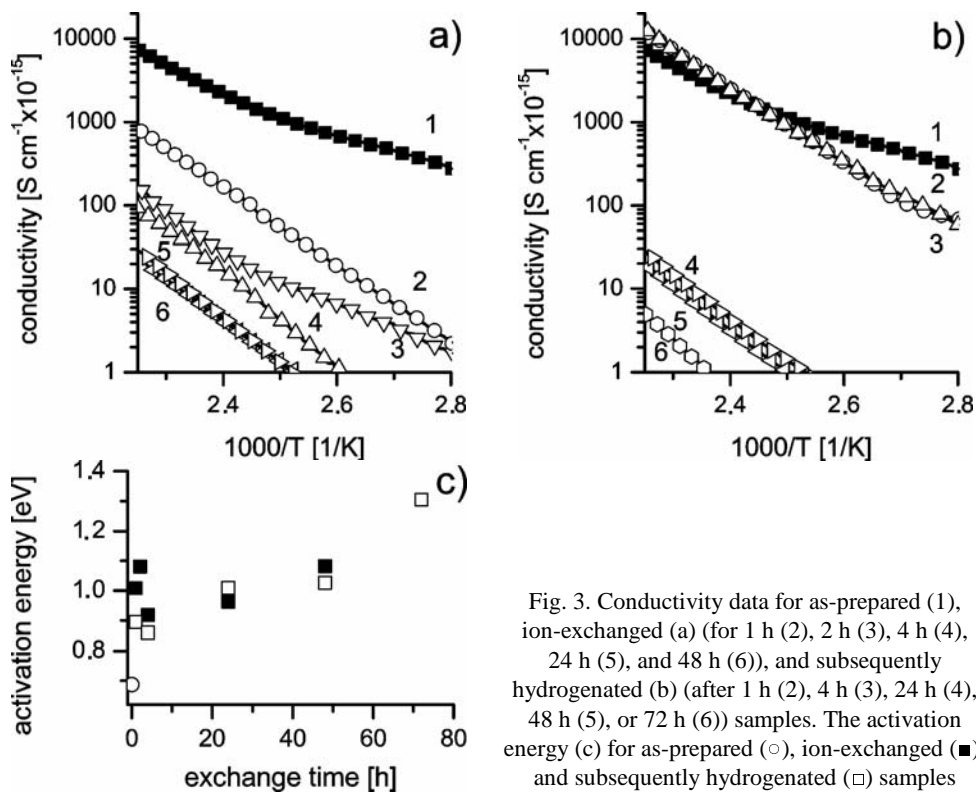 a)
conductivity [S cm⁻¹x10⁻¹⁵]
10000
1000
100
10
1
1
2
3
4
5
6
2.4
2.6
2.8
1000/T [1/K]
b)
conductivity [S cm⁻¹x10⁻¹⁵]
10000
1000
100
10
1
1
2
3
4
5
6
2.4
2.6
2.8
1000/T [1/K]
c)
activation energy [eV]
1.4
1.2
1.0
0.8
0
20
40
60
80
exchange time [h]
Fig. 3. Conductivity data for as-prepared (1),
ion-exchanged (a) (for 1 h (2), 2 h (3), 4 h (4),
24 h (5), and 48 h (6)), and subsequently
hydrogenated (b) (after 1 h (2), 4 h (3), 24 h (4),
48 h (5), or 72 h (6)) samples. The activation
energy (c) for as-prepared (○), ion-exchanged (■)
and subsequently hydrogenated (□) samples